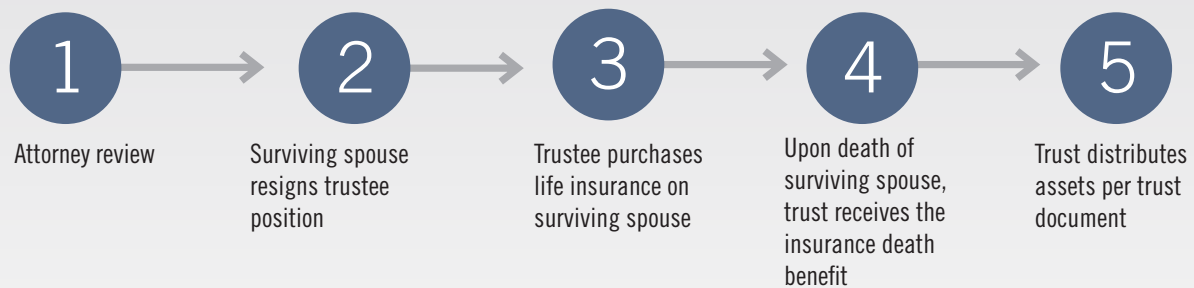 1
Attorney review
2
Surviving spouse
resigns trustee
position
3
Trustee purchases
life insurance on
surviving spouse
4
Upon death of
surviving spouse,
trust receives the
insurance death
benefit
5
Trust distributes
assets per trust
document